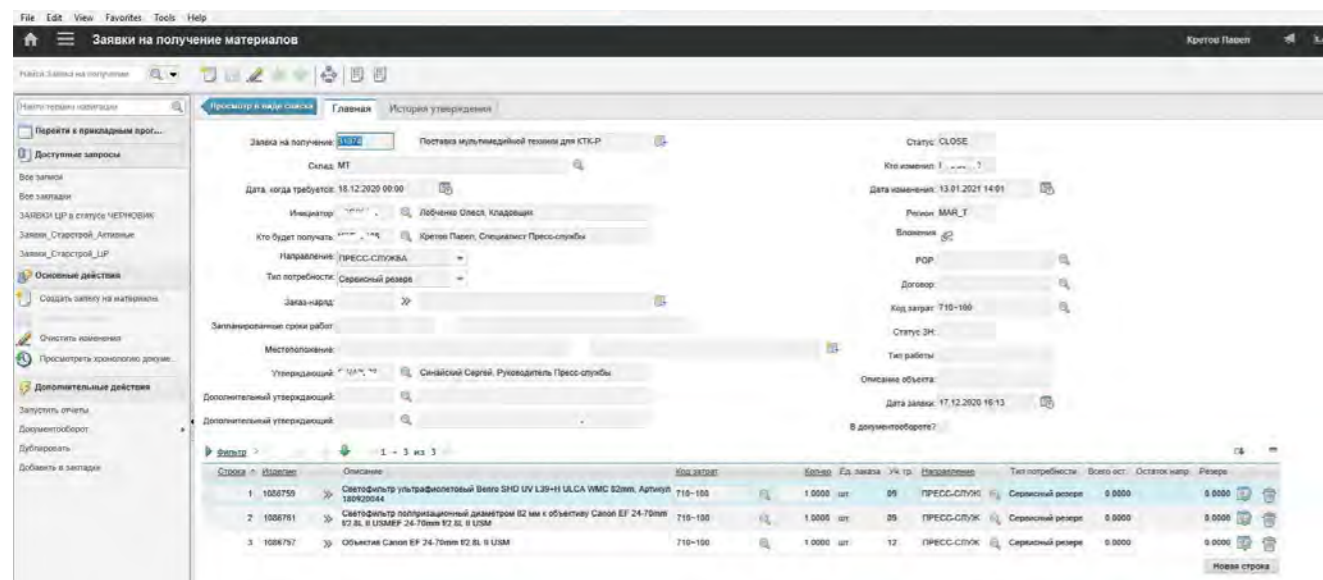 File Edit View Favorites Tools Help
Заявки на получение материалов
Кретов Павел
Найти Заявка на получение
Найти термин навигации
Просмотр в виде списка Главная История утверждения
Перейти к прикладным прог...
Доступные запросы
Все записи
Все закладки
ЗАЯВКИ ЦР в статусе ЧЕРНОВИК
Заявки_Старстрой_Активные
Заявки_Старстрой_ЦР
Основные действия
Создать заявку на материалы
Очистить изменения
Просмотреть хронологию докуме...
Дополнительные действия
Запустить отчеты
Документооборот
Дублировать
Добавить в закладки
Заявка на получение: Поставка мультимедийной техники для КТК-Р
Склад: МТ
Дата, когда требуется: 18.12.2020 00:00
Инициатор: Лобченко Олеся, Кладовщик
Кто будет получать: Кретов Павел, Специалист Пресс-службы
Направление: ПРЕСС-СЛУЖБА
Тип потребности: Сервисный резерв
Заказ-наряд:
Запланированные сроки работ:
Местоположение:
Утверждающий: Синайский Сергей, Руководитель Пресс-службы
Дополнительный утверждающий:
Дополнительный утверждающий:
Статус: CLOSE
Кто изменил:
Дата изменения: 13.01.2021 14:01
Регион: MAR_T
Вложения
РОР:
Договор:
Код затрат: 710-100
Статус ЗН:
Тип работы:
Описание объекта:
Дата заявки: 17.12.2020 16:13
В документообороте?
Фильтр 1 - 3 из 3
Строка Изделие Описание Код затрат Кол-во Ед. заказа Уч. гр. Направление Тип потребности Всего ост. Остаток напр. Резерв
1 1086759 Светофильтр ультрафиолетовый Benro SHD UV L39+H ULCA WMC 82mm, Артикул 180920044 710-100 1.0000 шт. 09 ПРЕСС-СЛУЖ Сервисный резерв 0.0000 0.0000
2 1086761 Светофильтр поляризационный диаметром 82 мм к объективу Canon EF 24-70mm f/2.8L II USMEF 24-70mm f/2.8L II USM 710-100 1.0000 шт. 09 ПРЕСС-СЛУЖ Сервисный резерв 0.0000 0.0000
3 1086757 Объектив Canon EF 24-70mm f/2.8L II USM 710-100 1.0000 шт. 12 ПРЕСС-СЛУЖ Сервисный резерв 0.0000 0.0000
Новая строка